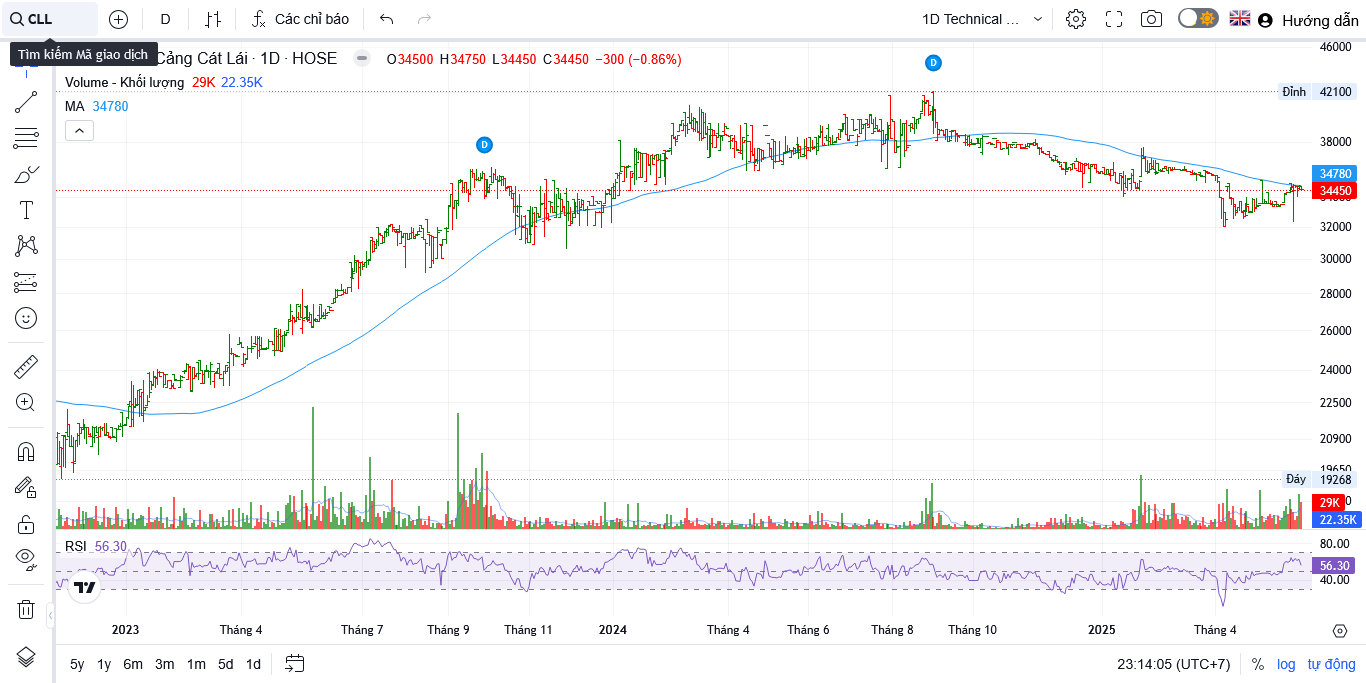 CLL
D
Các chỉ báo
1D Technical ...
Hướng dẫn
Tìm kiếm Mã giao dịch
Cảng Cát Lái · 1D · HOSE
O34500 H34750 L34450 C34450 −300 (−0.86%)
Volume - Khối lượng 29K 22.35K
MA 34780
D
D
46000
Đỉnh 42100
38000
34780
34450
32000
30000
28000
26000
24000
22500
20900
19650
Đáy 19268
29K
22.35K
RSI 56.30
80.00
56.30
40.00
2023 Tháng 4 Tháng 7 Tháng 9 Tháng 11 2024 Tháng 4 Tháng 6 Tháng 8 Tháng 10 2025 Tháng 4
5y 1y 6m 3m 1m 5d 1d
23:14:05 (UTC+7) % log tự động